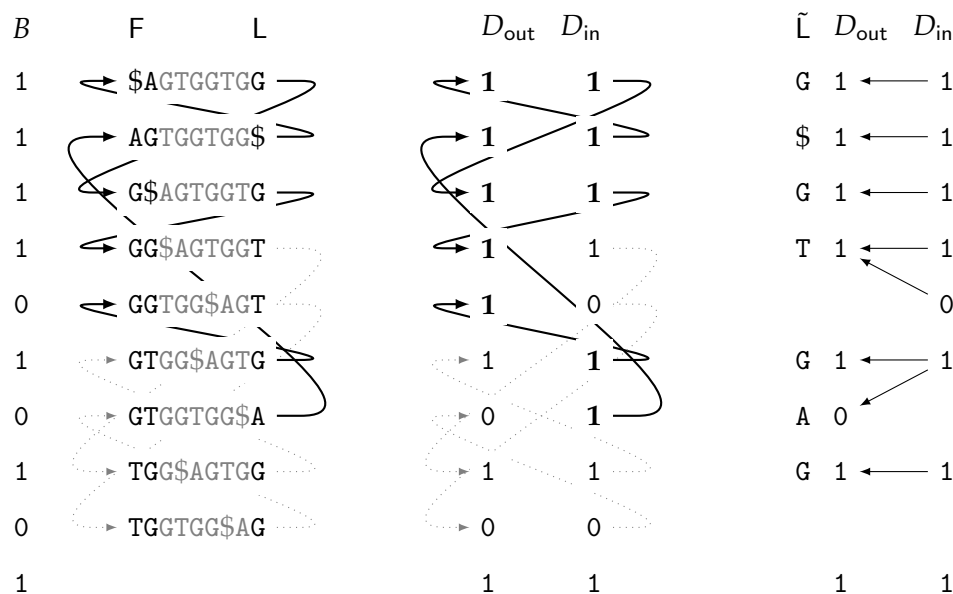 B F L D_out D_in L̃ D_out D_in
1 $AGTGGTGG 1 1 G 1 1
1 AGTGGTGG$ 1 1 $ 1 1
1 G$AGTGGTG 1 1 G 1 1
1 GG$AGTGGT 1 1 T 1 1
0 GGTGG$AGT 1 0 0
1 GTGG$AGTG 1 1 G 1 1
0 GTGGTGG$A 0 1 A 0
1 TGG$AGTGG 1 1 G 1 1
0 TGGTGG$AG 0 0
1 1 1 1 1